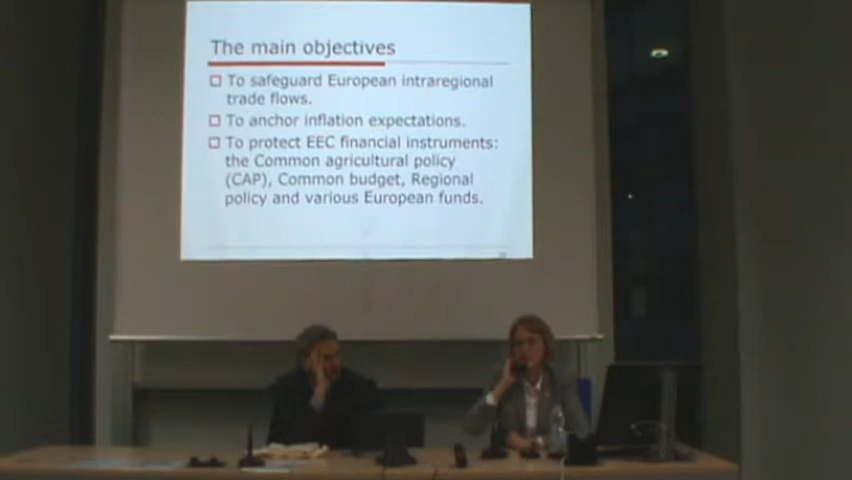 The main objectives
To safeguard European intraregional
trade flows.
To anchor inflation expectations.
To protect EEC financial instruments:
the Common agricultural policy
(CAP), Common budget, Regional
policy and various European funds.